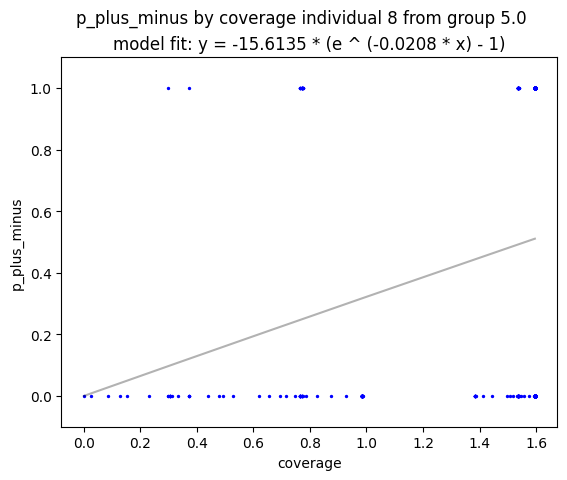 p_plus_minus by coverage individual 8 from group 5.0
model fit: y = -15.6135 * (e ^ (-0.0208 * x) - 1)
1.0
0.8
0.6
0.4
0.2
0.0
p_plus_minus
0.0 0.2 0.4 0.6 0.8 1.0 1.2 1.4 1.6
coverage